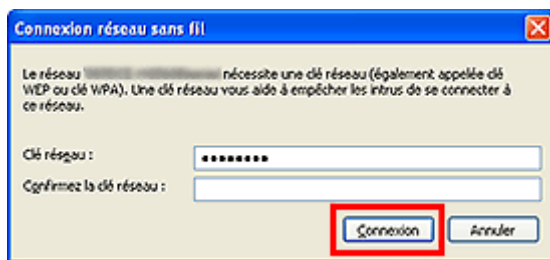 Connexion réseau sans fil
Le réseau nécessite une clé réseau (également appelée clé
WEP ou clé WPA). Une clé réseau vous aide à empêcher les intrus de se connecter à
ce réseau.
Clé réseau :
••••••••
Confirmez la clé réseau :
Connexion Annuler